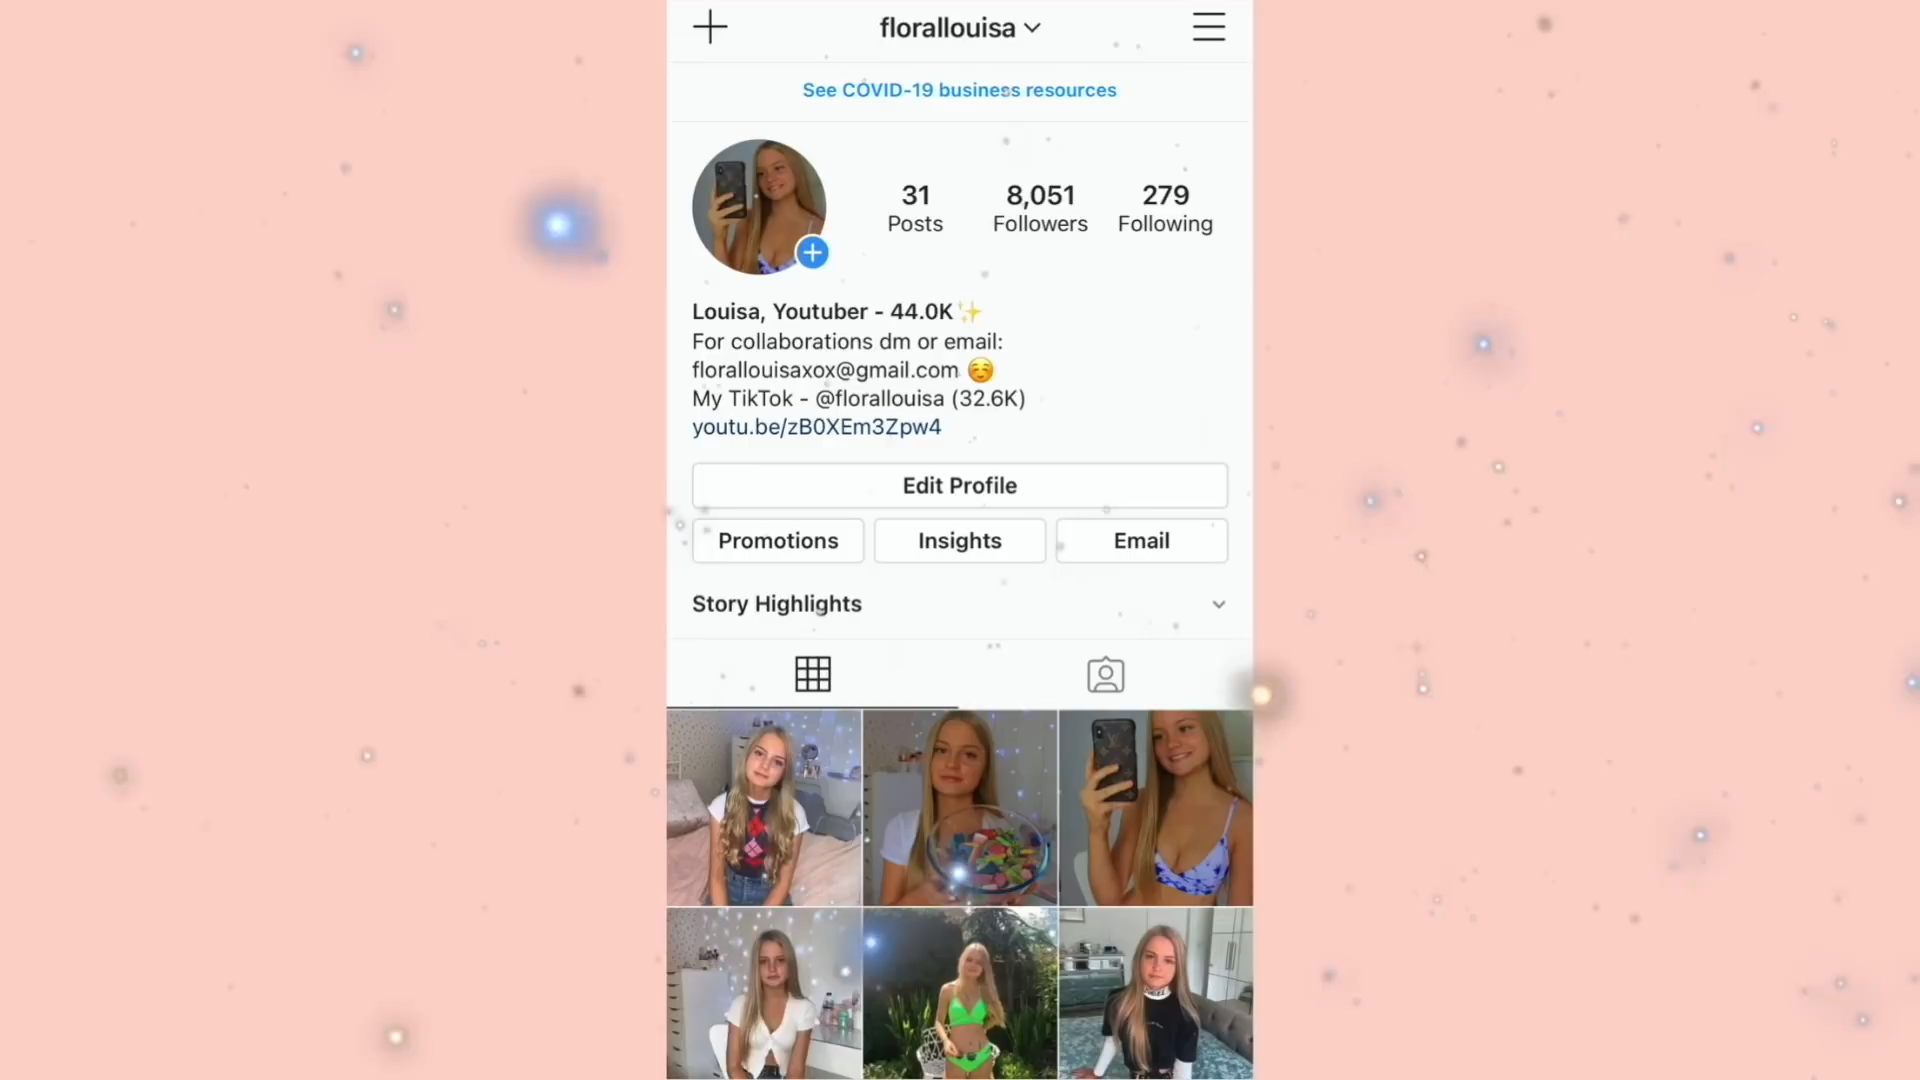 florallouisa
See COVID-19 business resources
31
Posts
8,051
Followers
279
Following
Louisa, Youtuber - 44.0K✨
For collaborations dm or email:
florallouisaxox@gmail.com ☺️
My TikTok - @florallouisa (32.6K)
youtu.be/zB0XEm3Zpw4
Edit Profile
Promotions
Insights
Email
Story Highlights